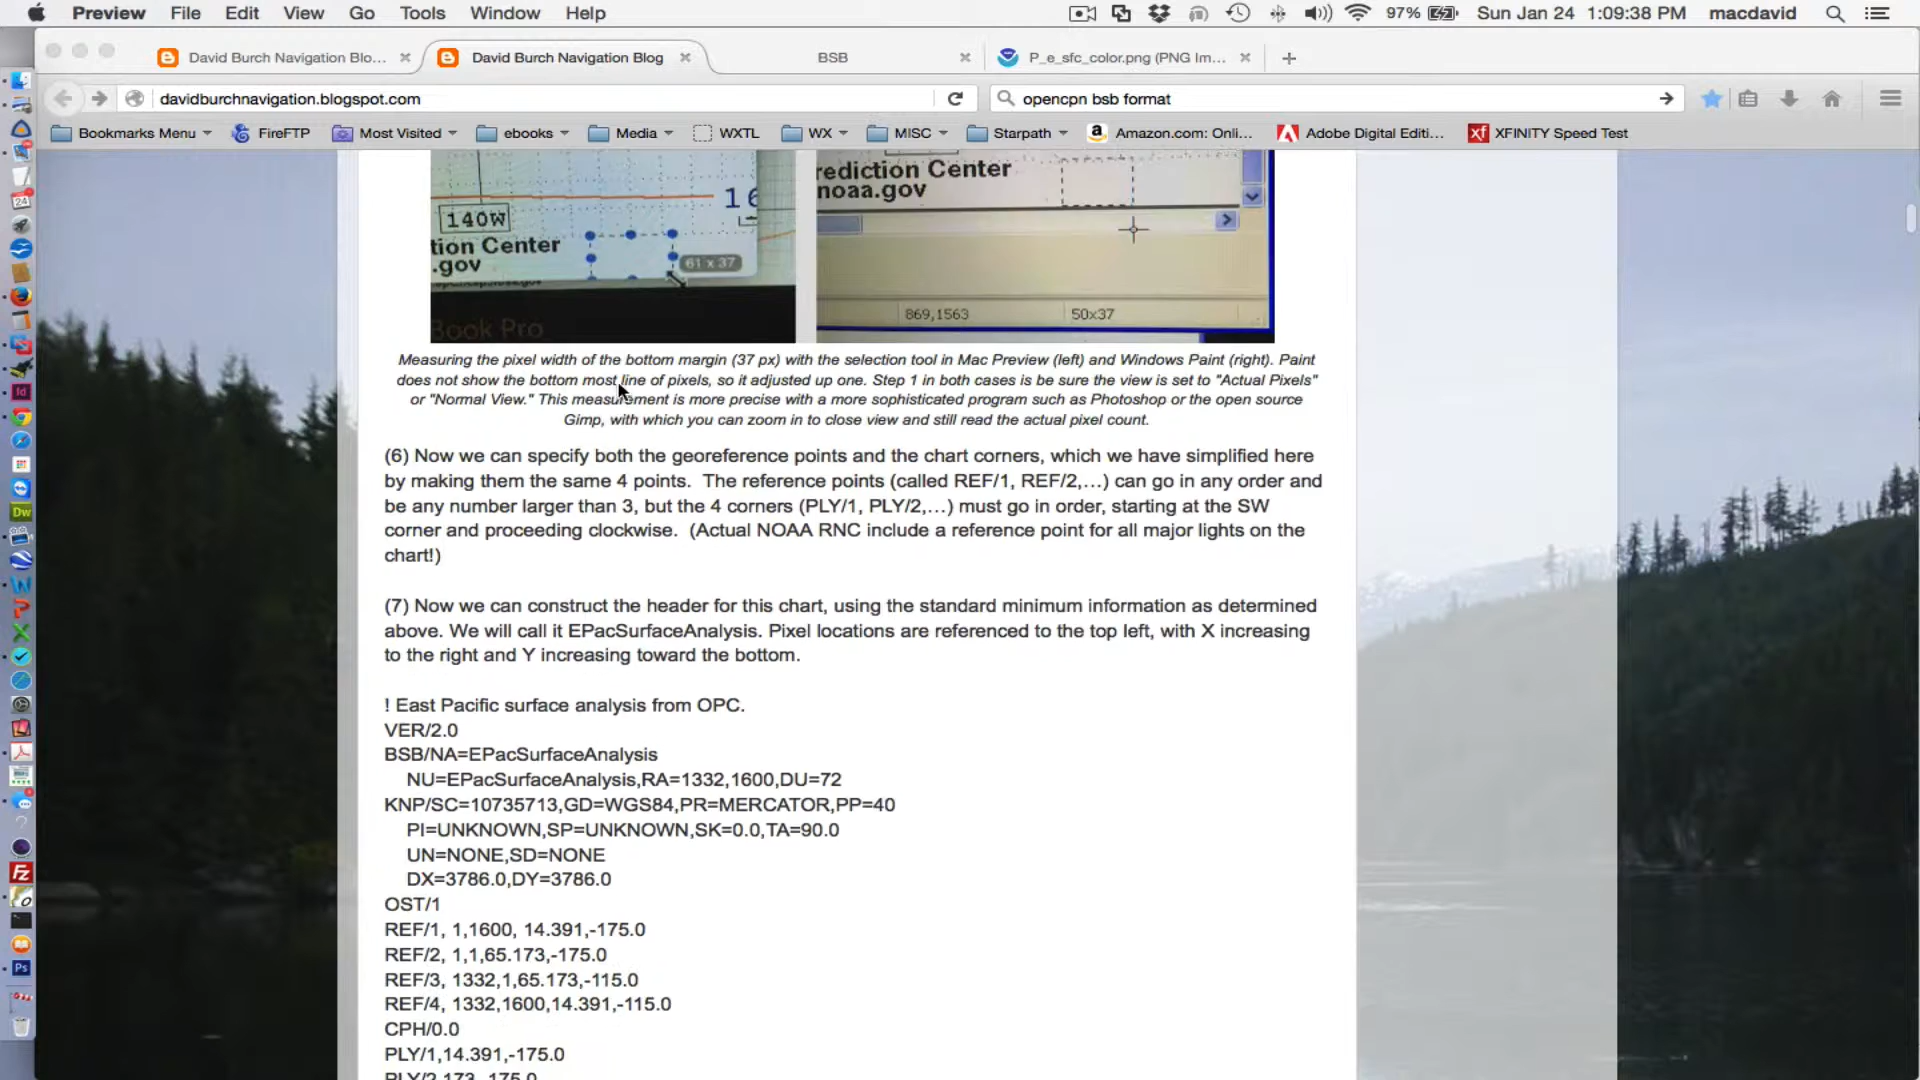 Preview File Edit View Go Tools Window Help 97% Sun Jan 24 1:09:38 PM macdavid
David Burch Navigation Blo... David Burch Navigation Blog BSB P_e_sfc_color.png (PNG Im...
davidburchnavigation.blogspot.com opencpn bsb format
Bookmarks Menu FireFTP Most Visited ebooks Media WXTL WX MISC Starpath Amazon.com: Onli... Adobe Digital Editi... XFINITY Speed Test
140W
16
tion Center
.gov
61 x 37
Book Pro
rediction Center
noaa.gov
869,1563 50x37
Measuring the pixel width of the bottom margin (37 px) with the selection tool in Mac Preview (left) and Windows Paint (right). Paint
does not show the bottom most line of pixels, so it adjusted up one. Step 1 in both cases is be sure the view is set to "Actual Pixels"
or "Normal View." This measurement is more precise with a more sophisticated program such as Photoshop or the open source
Gimp, with which you can zoom in to close view and still read the actual pixel count.
(6) Now we can specify both the georeference points and the chart corners, which we have simplified here
by making them the same 4 points. The reference points (called REF/1, REF/2,...) can go in any order and
be any number larger than 3, but the 4 corners (PLY/1, PLY/2,...) must go in order, starting at the SW
corner and proceeding clockwise. (Actual NOAA RNC include a reference point for all major lights on the
chart!)
(7) Now we can construct the header for this chart, using the standard minimum information as determined
above. We will call it EPacSurfaceAnalysis. Pixel locations are referenced to the top left, with X increasing
to the right and Y increasing toward the bottom.
! East Pacific surface analysis from OPC.
VER/2.0
BSB/NA=EPacSurfaceAnalysis
NU=EPacSurfaceAnalysis,RA=1332,1600,DU=72
KNP/SC=10735713,GD=WGS84,PR=MERCATOR,PP=40
PI=UNKNOWN,SP=UNKNOWN,SK=0.0,TA=90.0
UN=NONE,SD=NONE
DX=3786.0,DY=3786.0
OST/1
REF/1, 1,1600, 14.391,-175.0
REF/2, 1,1,65.173,-175.0
REF/3, 1332,1,65.173,-115.0
REF/4, 1332,1600,14.391,-115.0
CPH/0.0
PLY/1,14.391,-175.0